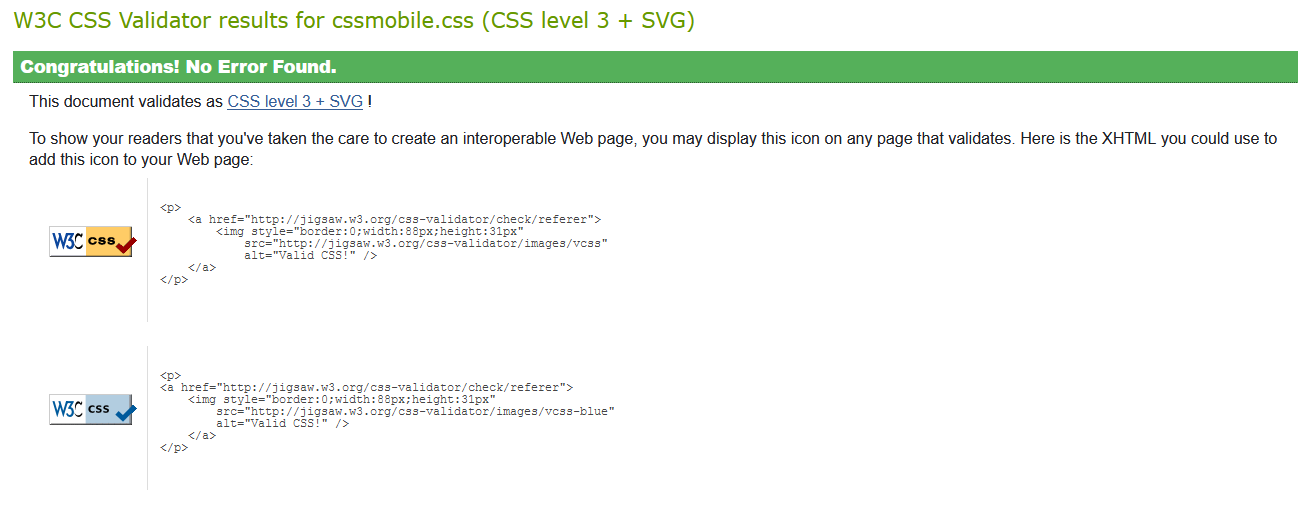 W3C CSS Validator results for cssmobile.css (CSS level 3 + SVG)
Congratulations! No Error Found.
This document validates as CSS level 3 + SVG !
To show your readers that you've taken the care to create an interoperable Web page, you may display this icon on any page that validates. Here is the XHTML you could use to
add this icon to your Web page:
W3C css
<p>
    <a href="http://jigsaw.w3.org/css-validator/check/referer">
        <img style="border:0;width:88px;height:31px"
            src="http://jigsaw.w3.org/css-validator/images/vcss"
            alt="Valid CSS!" />
    </a>
</p>
W3C css
<p>
<a href="http://jigsaw.w3.org/css-validator/check/referer">
    <img style="border:0;width:88px;height:31px"
        src="http://jigsaw.w3.org/css-validator/images/vcss-blue"
        alt="Valid CSS!" />
    </a>
</p>